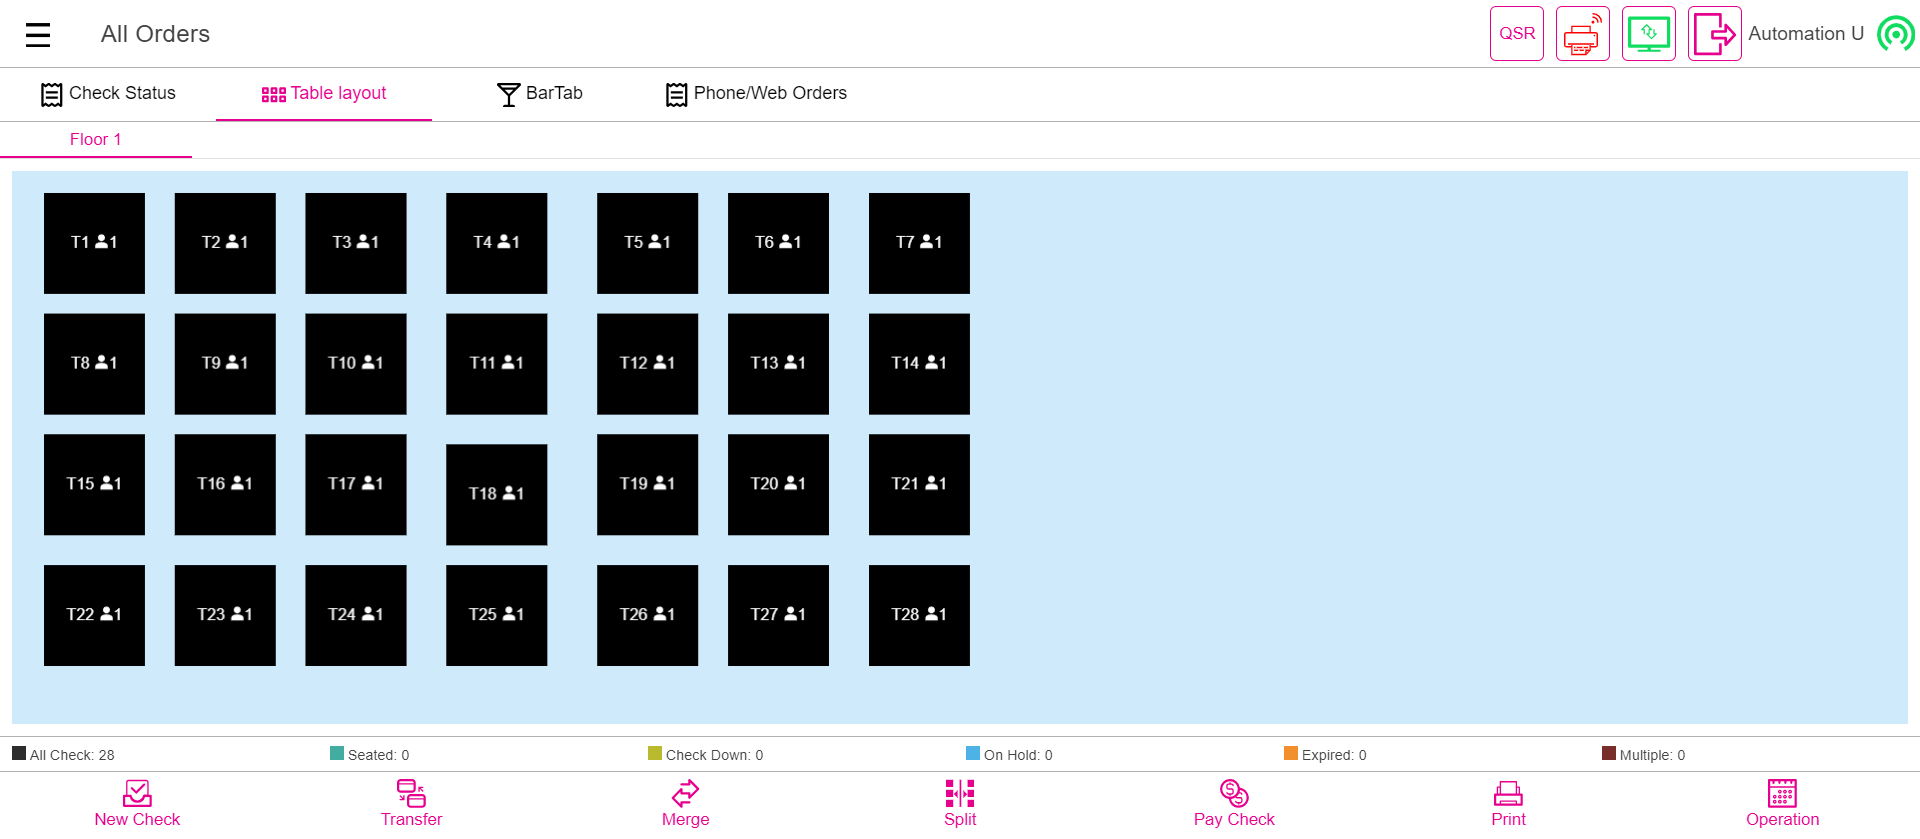 All Orders
QSR
Automation U
Check Status
Table layout
BarTab
Phone/Web Orders
Floor 1
T1 1
T2 1
T3 1
T4 1
T5 1
T6 1
T7 1
T8 1
T9 1
T10 1
T11 1
T12 1
T13 1
T14 1
T15 1
T16 1
T17 1
T18 1
T19 1
T20 1
T21 1
T22 1
T23 1
T24 1
T25 1
T26 1
T27 1
T28 1
All Check: 28
Seated: 0
Check Down: 0
On Hold: 0
Expired: 0
Multiple: 0
New Check
Transfer
Merge
Split
Pay Check
Print
Operation